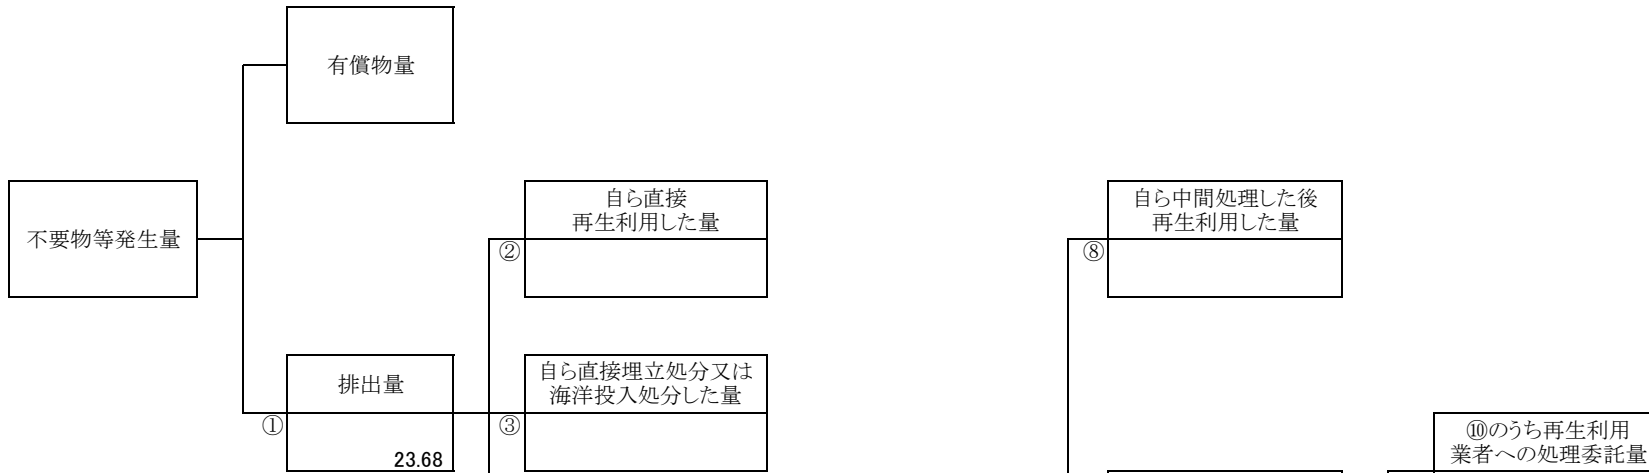 有償物量
不要物等発生量
自ら直接
再生利用した量
②
自ら中間処理した後
再生利用した量
⑧
排出量
①
23.68
自ら直接埋立処分又は
海洋投入処分した量
③
⑩のうち再生利用
業者への処理委託量